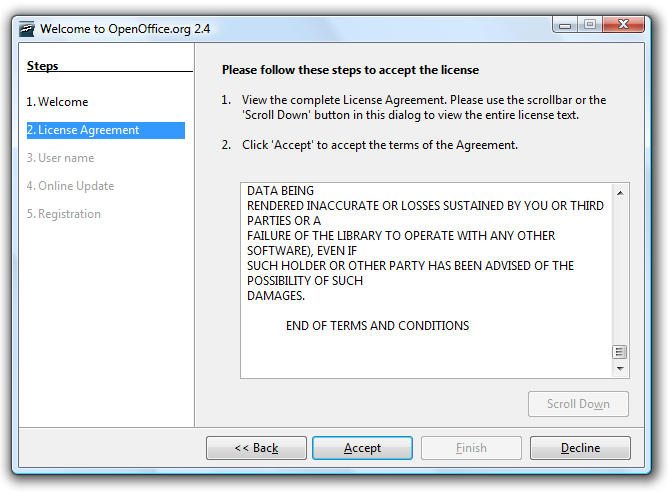 Welcome to OpenOffice.org 2.4
Steps
1. Welcome
2. License Agreement
3. User name
4. Online Update
5. Registration
Please follow these steps to accept the license
1. View the complete License Agreement. Please use the scrollbar or the
'Scroll Down' button in this dialog to view the entire license text.
2. Click 'Accept' to accept the terms of the Agreement.
DATA BEING
RENDERED INACCURATE OR LOSSES SUSTAINED BY YOU OR THIRD
PARTIES OR A
FAILURE OF THE LIBRARY TO OPERATE WITH ANY OTHER
SOFTWARE), EVEN IF
SUCH HOLDER OR OTHER PARTY HAS BEEN ADVISED OF THE
POSSIBILITY OF SUCH
DAMAGES.
END OF TERMS AND CONDITIONS
Scroll Down
<< Back
Accept
Finish
Decline